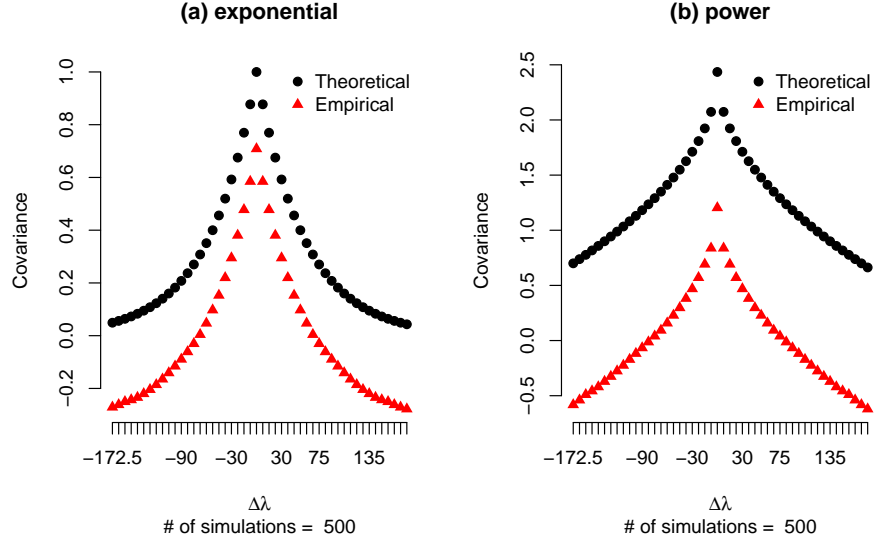 (a) exponential
Theoretical
Empirical
Covariance
1.0
0.8
0.6
0.4
0.2
0.0
−0.2
−172.5 −90 −30 30 75 135
Δλ
# of simulations = 500
(b) power
Theoretical
Empirical
Covariance
2.5
2.0
1.5
1.0
0.5
0.0
−0.5
−172.5 −90 −30 30 75 135
Δλ
# of simulations = 500